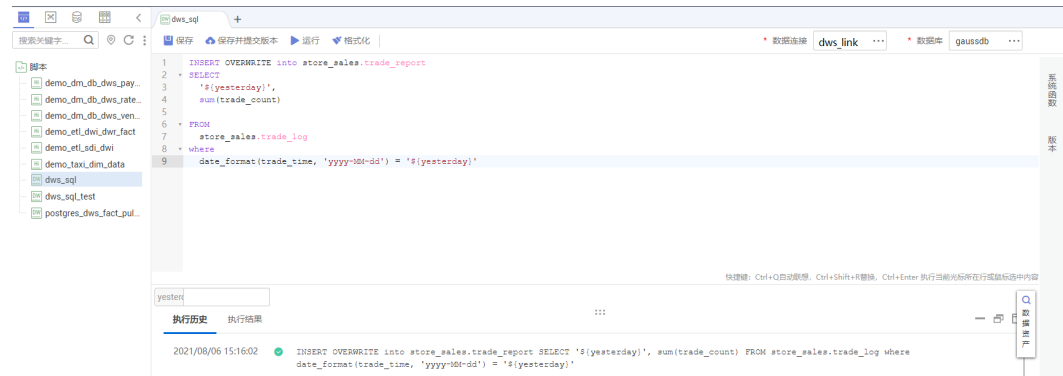 dws_sql
+
搜索关键字...
保存
保存并提交版本
运行
格式化
* 数据连接
dws_link
...
* 数据库
gaussdb
...
脚本
demo_dm_db_dws_pay...
demo_dm_db_dws_rate...
demo_dm_db_dws_ven...
demo_etl_dwi_dwr_fact
demo_etl_sdi_dwi
demo_taxi_dim_data
dws_sql
dws_sql_test
postgres_dws_fact_pul...
1 INSERT OVERWRITE into store_sales.trade_report
2 SELECT
3 '${yesterday}',
4 sum(trade_count)
5
6 FROM
7 store_sales.trade_log
8 where
9 date_format(trade_time, 'yyyy-MM-dd') = '${yesterday}'
系统函数
版本
快捷键：Ctrl+Q自动联想、Ctrl+Shift+R替换、Ctrl+Enter 执行当前光标所在行或鼠标选中内容
执行历史
执行结果
数据资产
2021/08/06 15:16:02
INSERT OVERWRITE into store_sales.trade_report SELECT '${yesterday}', sum(trade_count) FROM store_sales.trade_log where
date_format(trade_time, 'yyyy-MM-dd') = '${yesterday}'